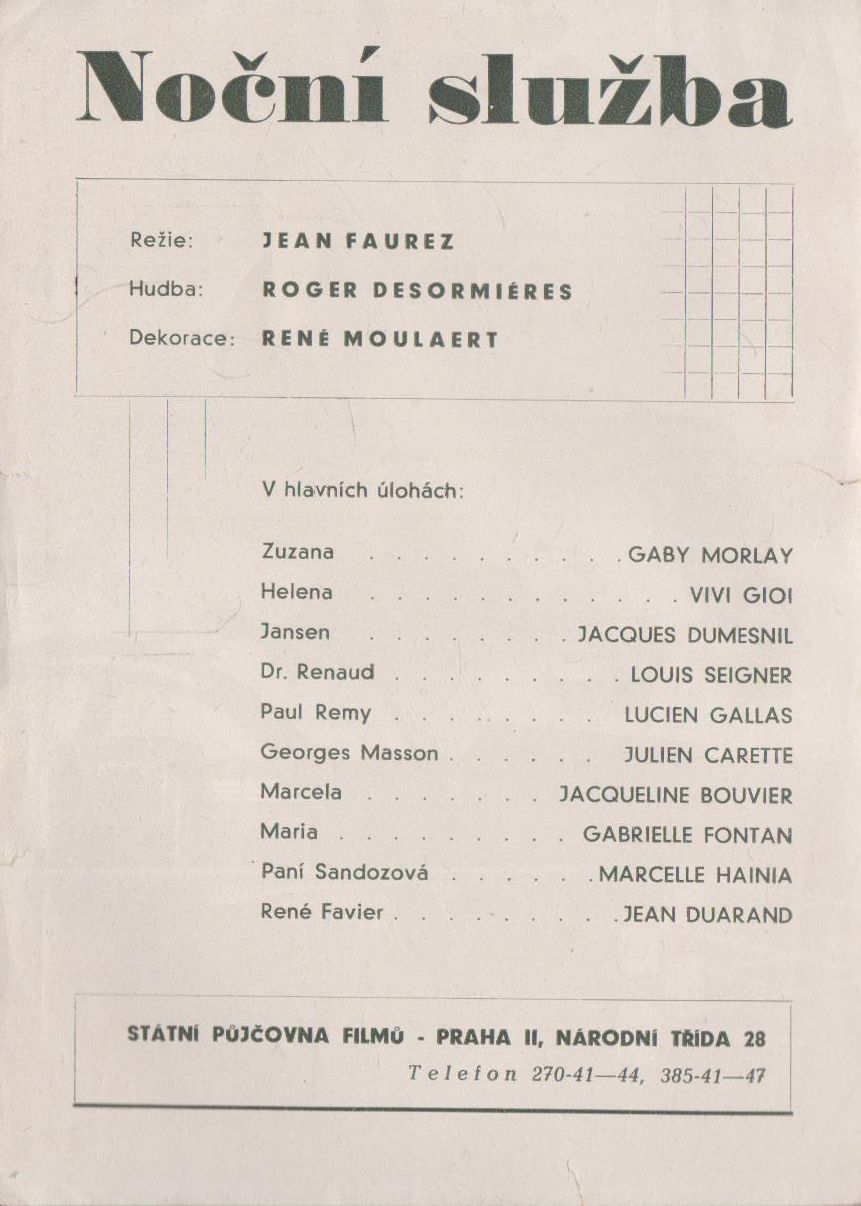 Noční služba
Režie: JEAN FAUREZ
Hudba: ROGER DESORMIÉRES
Dekorace: RENÉ MOULAERT
V hlavních úlohách:
Zuzana . . . . . . . . . . GABY MORLAY
Helena . . . . . . . . . . . . VIVI GIOI
Jansen . . . . . . . . JACQUES DUMESNIL
Dr. Renaud . . . . . . . . . LOUIS SEIGNER
Paul Remy . . . . . . . . LUCIEN GALLAS
Georges Masson . . . . . . JULIEN CARETTE
Marcela . . . . . . . JACQUELINE BOUVIER
Maria . . . . . . . . . GABRIELLE FONTAN
Paní Sandozová . . . . . . MARCELLE HAINIA
René Favier . . . . . . . . . JEAN DUARAND
STÁTNÍ PŮJČOVNA FILMŮ - PRAHA II, NÁRODNÍ TŘÍDA 28
Telefon 270-41—44, 385-41—47